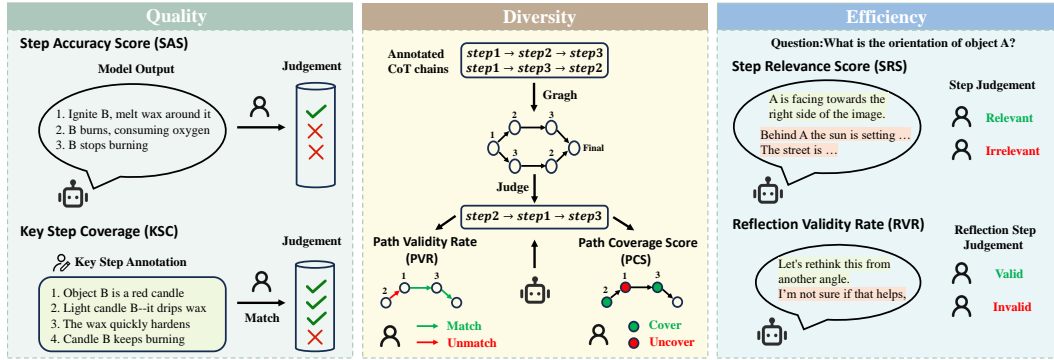 Quality
Step Accuracy Score (SAS)
Model Output
Judgement
1. Ignite B, melt wax around it
2. B burns, consuming oxygen
3. B stops burning
Key Step Coverage (KSC)
Judgement
Key Step Annotation
1. Object B is a red candle
2. Light candle B--it drips wax
3. The wax quickly hardens
4. Candle B keeps burning
Match
Diversity
Annotated
CoT chains
step1 → step2 → step3
step1 → step3 → step2
Gragh
1
2
3
3
2
Final
Judge
step2 → step1 → step3
Path Validity Rate
(PVR)
2
1
3
Match
Unmatch
Path Coverage Score
(PCS)
2
1
3
Cover
Uncover
Efficiency
Question:What is the orientation of object A?
Step Relevance Score (SRS)
A is facing towards the
right side of the image.
Behind A the sun is setting …
The street is …
Step Judgement
Relevant
Irrelevant
Reflection Validity Rate (RVR)
Let's rethink this from
another angle.
I'm not sure if that helps,
Reflection Step
Judgement
Valid
Invalid